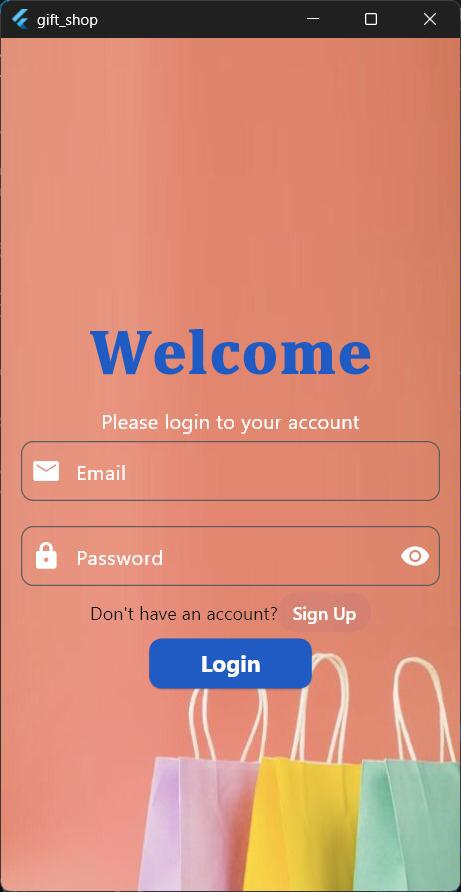 gift_shop
Welcome
Please login to your account
Email
Password
Don't have an account? Sign Up
Login